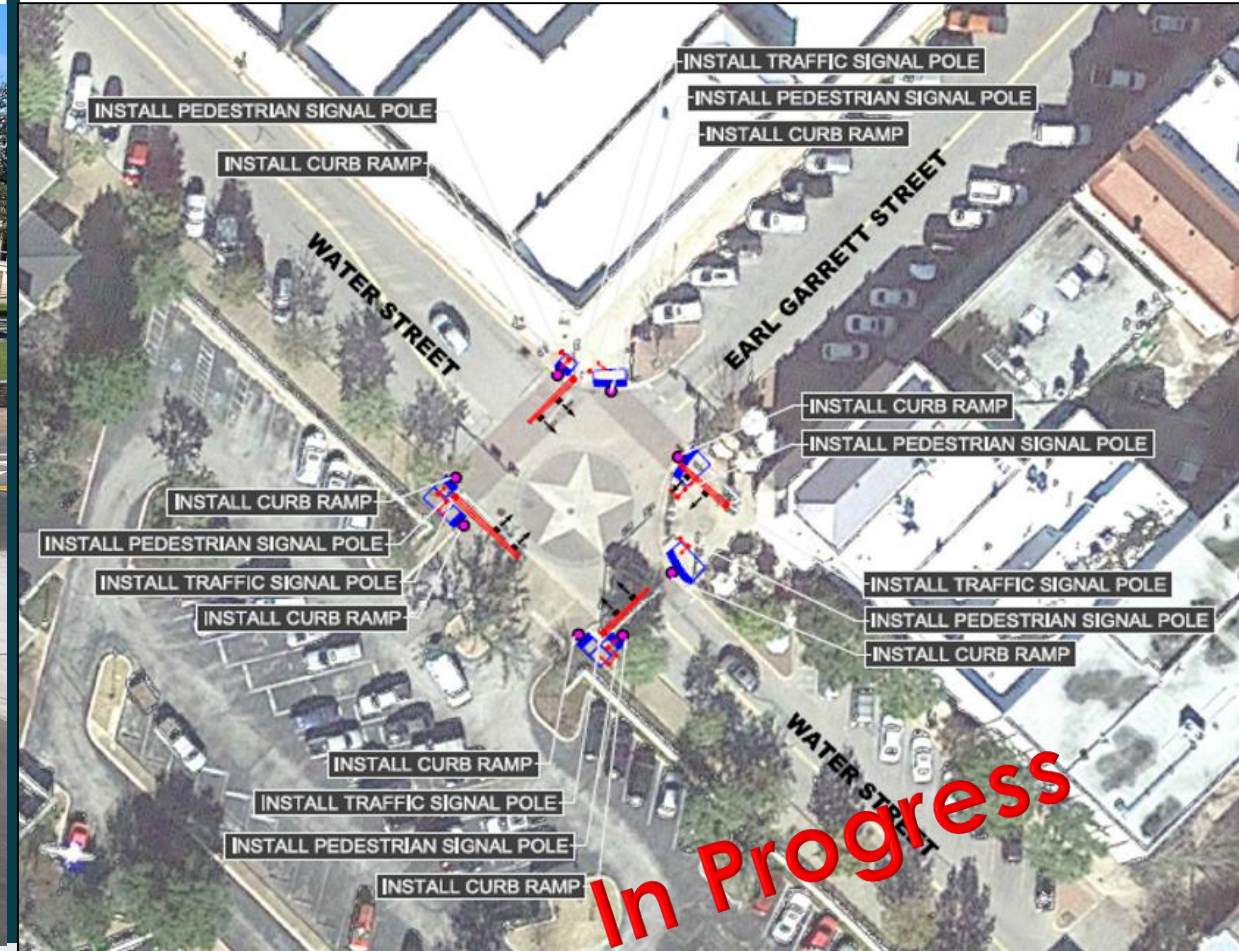 INSTALL TRAFFIC SIGNAL POLE
INSTALL PEDESTRIAN SIGNAL POLE
INSTALL CURB RAMP
INSTALL PEDESTRIAN SIGNAL POLE
INSTALL CURB RAMP
WATER STREET
EARL GARRETT STREET
INSTALL CURB RAMP
INSTALL PEDESTRIAN SIGNAL POLE
INSTALL CURB RAMP
INSTALL PEDESTRIAN SIGNAL POLE
INSTALL TRAFFIC SIGNAL POLE
INSTALL CURB RAMP
INSTALL TRAFFIC SIGNAL POLE
INSTALL PEDESTRIAN SIGNAL POLE
INSTALL CURB RAMP
WATER STREET
INSTALL CURB RAMP
INSTALL TRAFFIC SIGNAL POLE
INSTALL PEDESTRIAN SIGNAL POLE
INSTALL CURB RAMP
In Progress